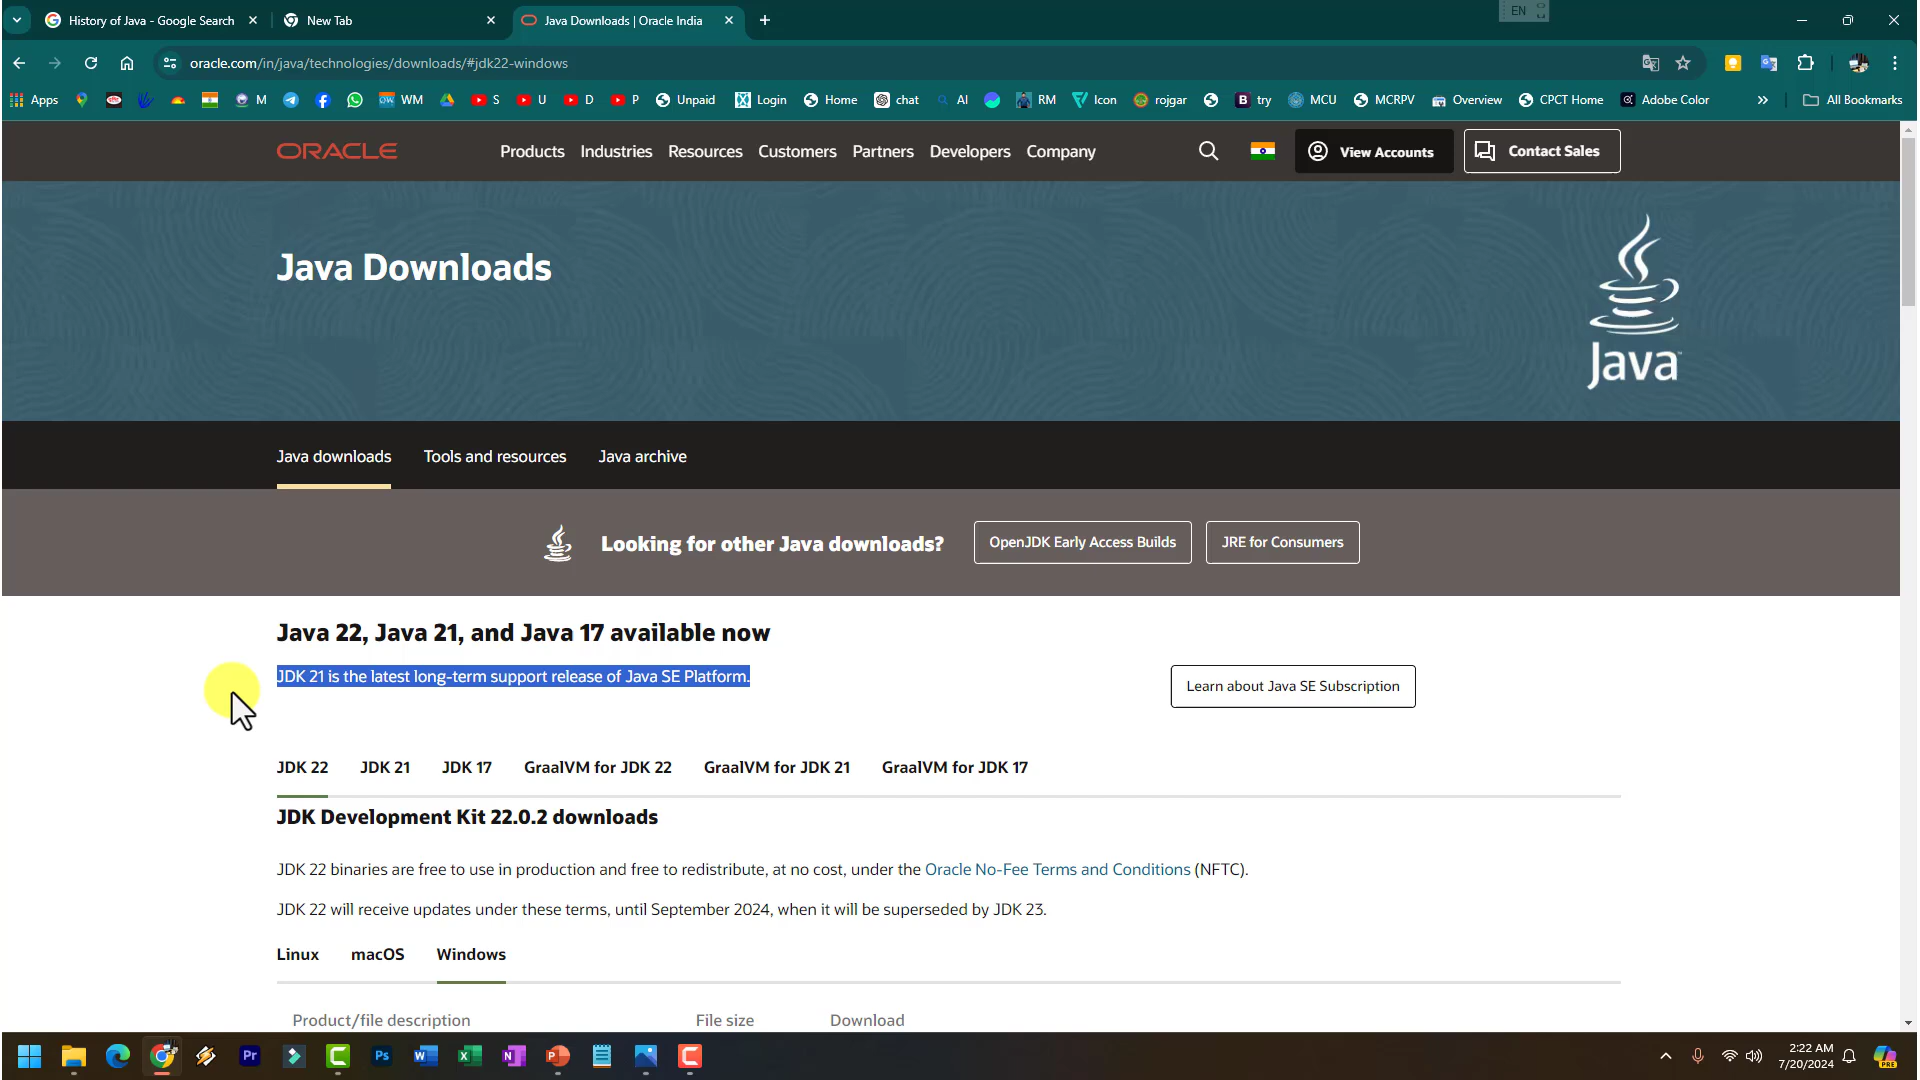 History of Java - Google Search
New Tab
Java Downloads | Oracle India
EN
oracle.com/in/java/technologies/downloads/#jdk22-windows
Apps
M
S
U
D
P
WM
Unpaid
Login
Home
chat
AI
RM
Icon
rojgar
try
MCU
MCRPV
Overview
CPCT Home
Adobe Color
All Bookmarks
ORACLE
Products
Industries
Resources
Customers
Partners
Developers
Company
View Accounts
Contact Sales
Java Downloads
Java
Java downloads
Tools and resources
Java archive
Looking for other Java downloads?
OpenJDK Early Access Builds
JRE for Consumers
Java 22, Java 21, and Java 17 available now
JDK 21 is the latest long-term support release of Java SE Platform.
Learn about Java SE Subscription
JDK 22
JDK 21
JDK 17
GraalVM for JDK 22
GraalVM for JDK 21
GraalVM for JDK 17
JDK Development Kit 22.0.2 downloads
JDK 22 binaries are free to use in production and free to redistribute, at no cost, under the Oracle No-Fee Terms and Conditions (NFTC).
JDK 22 will receive updates under these terms, until September 2024, when it will be superseded by JDK 23.
Linux
macOS
Windows
Product/file description
File size
Download
Pr
Ps
2:22 AM
7/20/2024
PRE